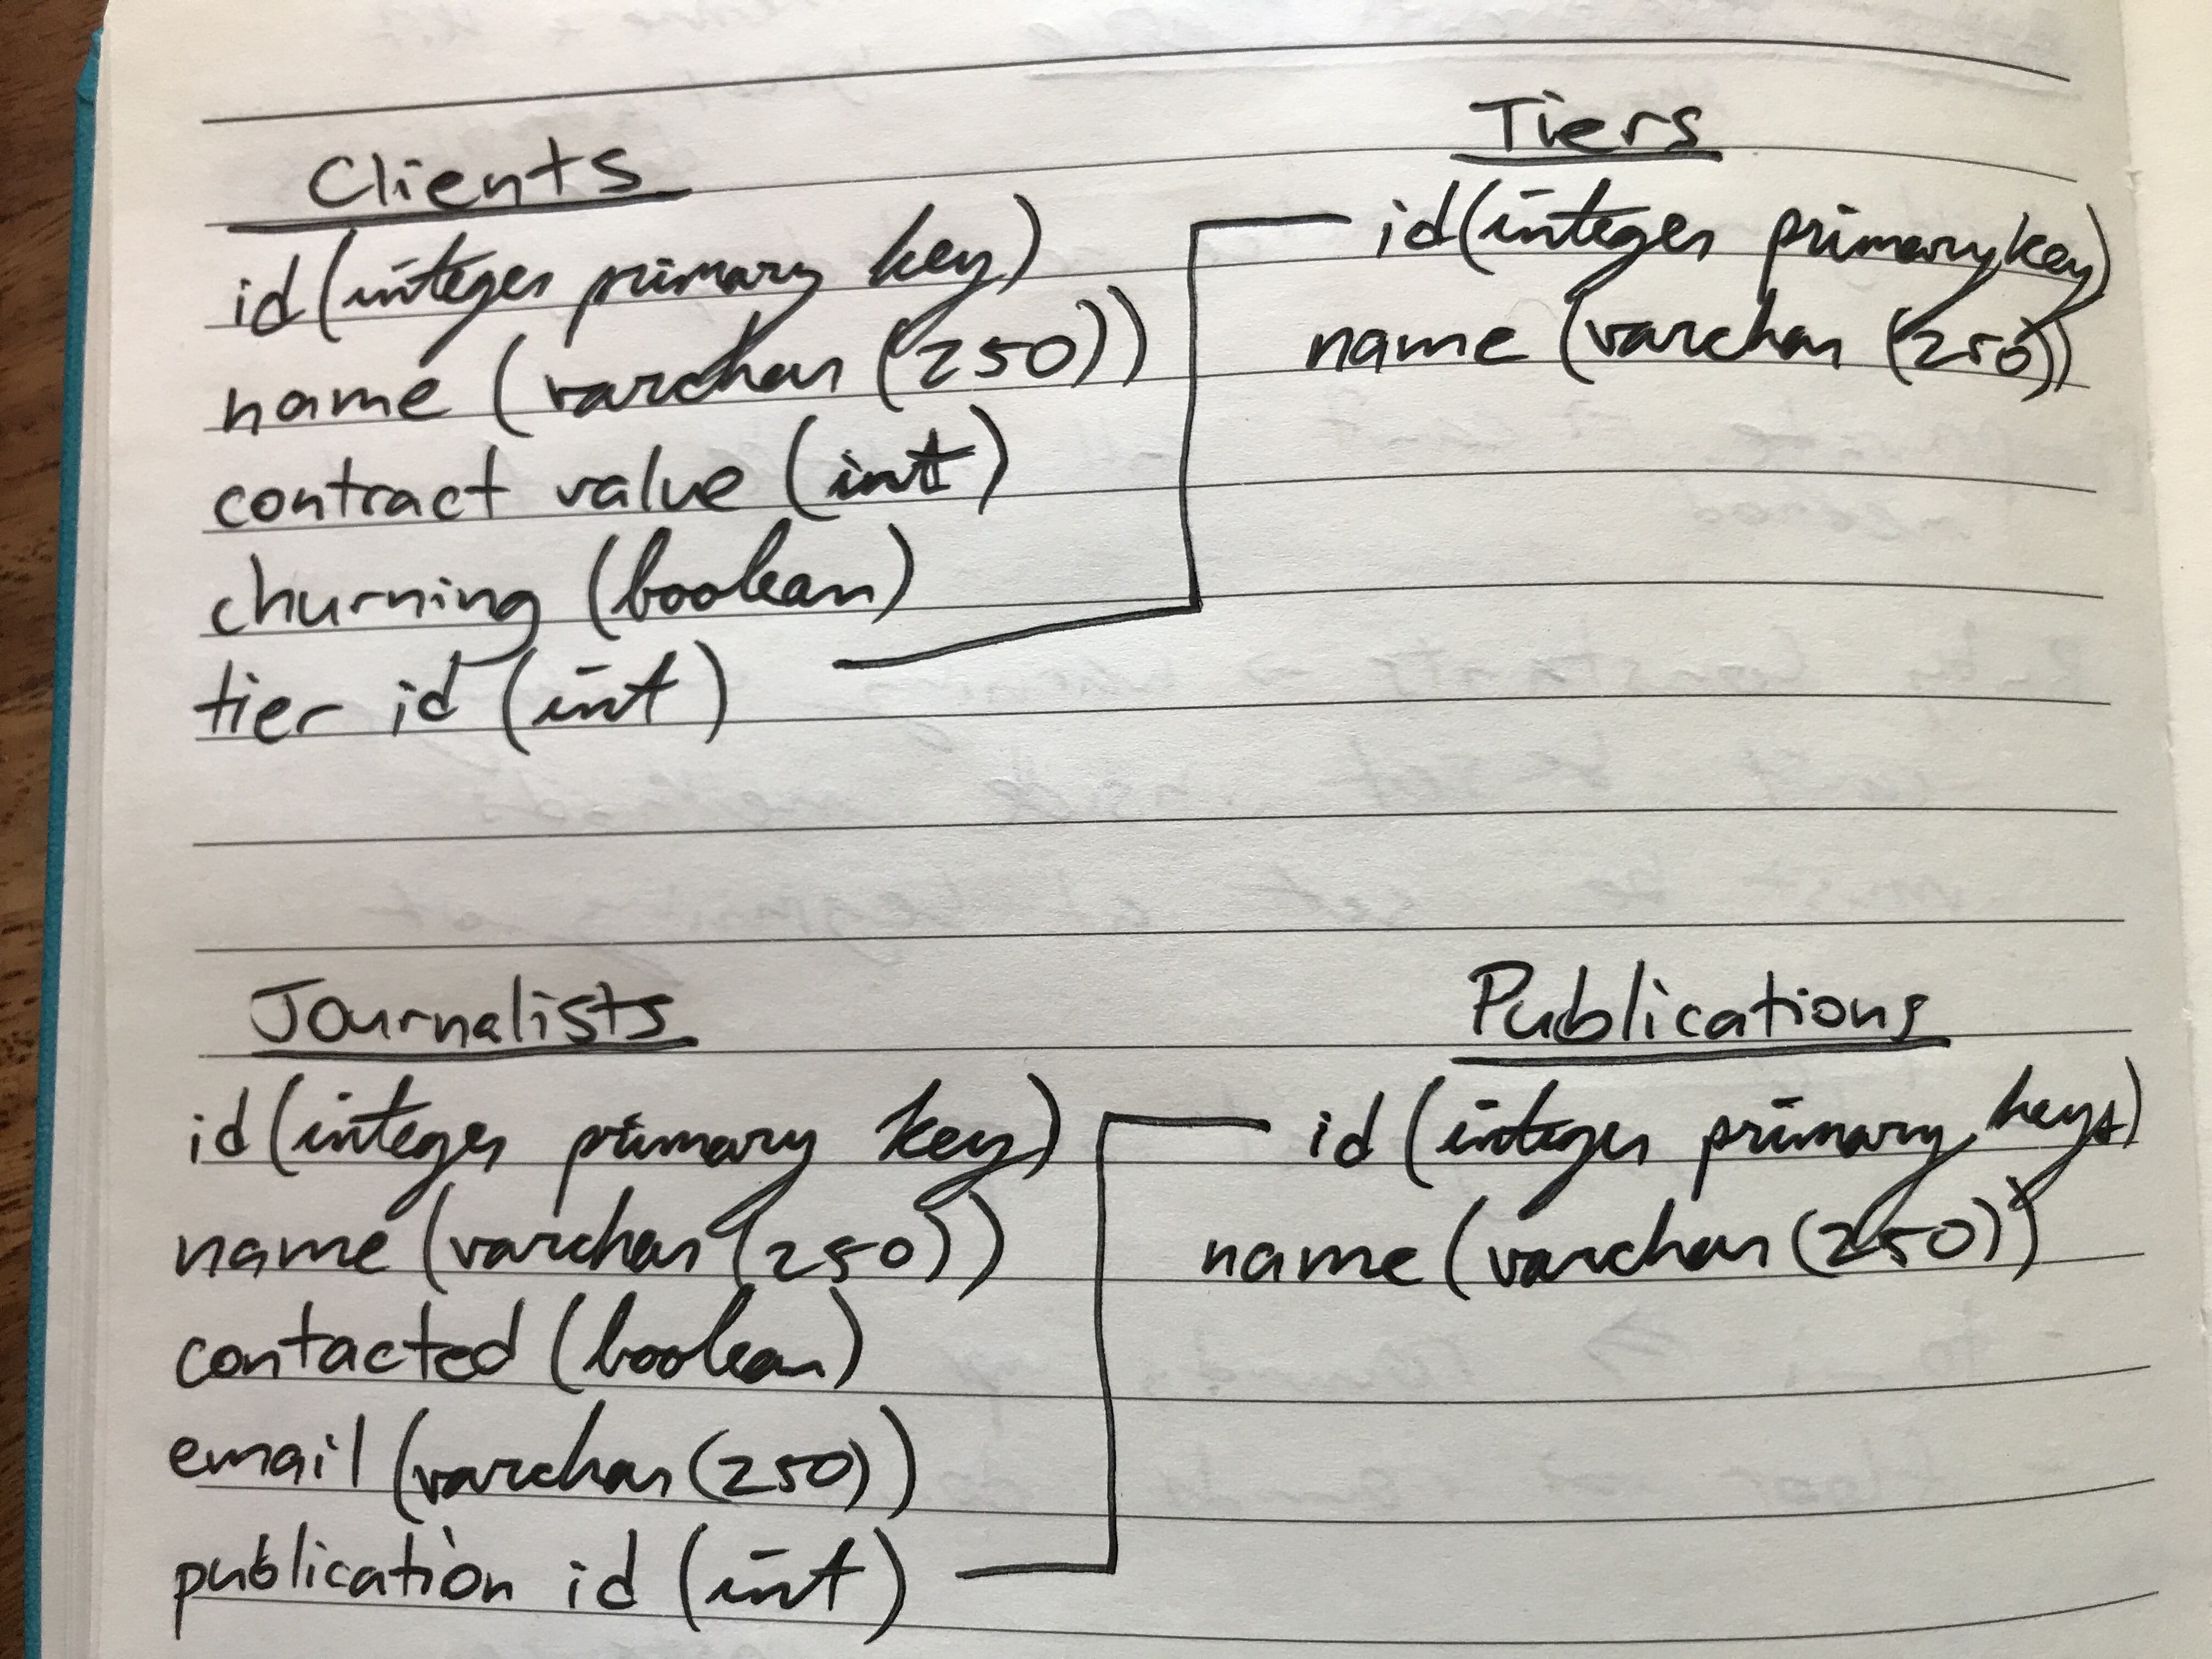 Clients
id (integer primary key)
name (varchar (250))
contract value (int)
churning (boolean)
tier id (int)
Tiers
id (integer primary key)
name (varchar (250))
Journalists
id (integer primary key)
name (varchar (250))
contacted (boolean)
email (varchar (250))
publication id (int)
Publications
id (integer primary key)
name (varchar (250))